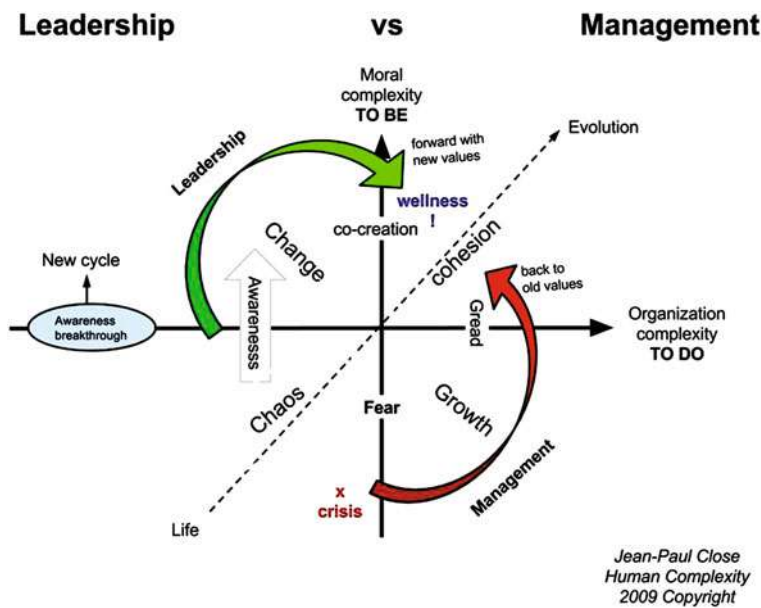 Leadership vs Management
Moral
complexity
TO BE
Evolution
forward with
new values
Leadership
wellness
!
co-creation
Change
cohesion
New cycle
back to
old values
Awareness
breakthrough
Awarenesss
Gread
Organization
complexity
TO DO
Chaos
Fear
Growth
x
crisis
Management
Life
Jean-Paul Close
Human Complexity
2009 Copyright